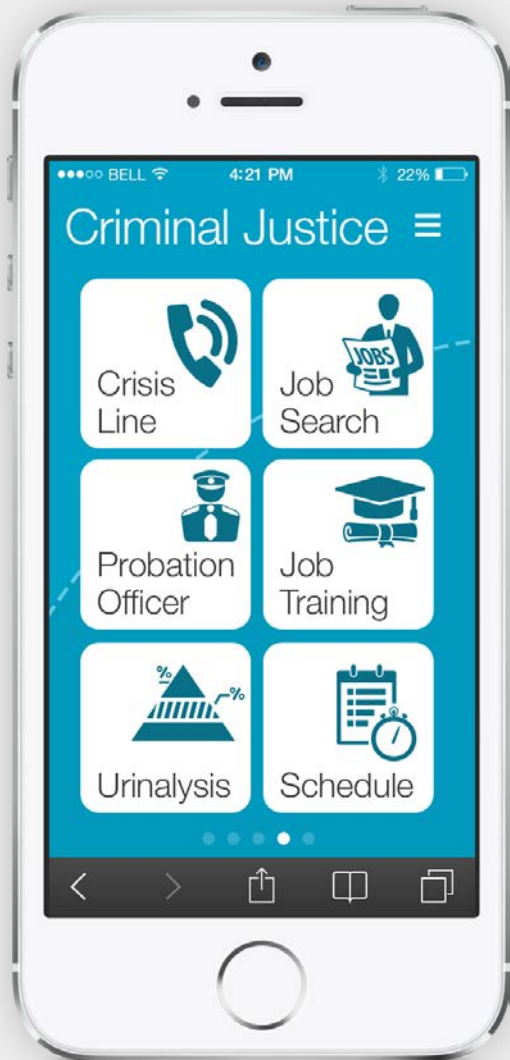 BELL 4:21 PM 22%
Criminal Justice
Crisis
Line
JOBS
Job
Search
Probation
Officer
Job
Training
%
%
Urinalysis
Schedule